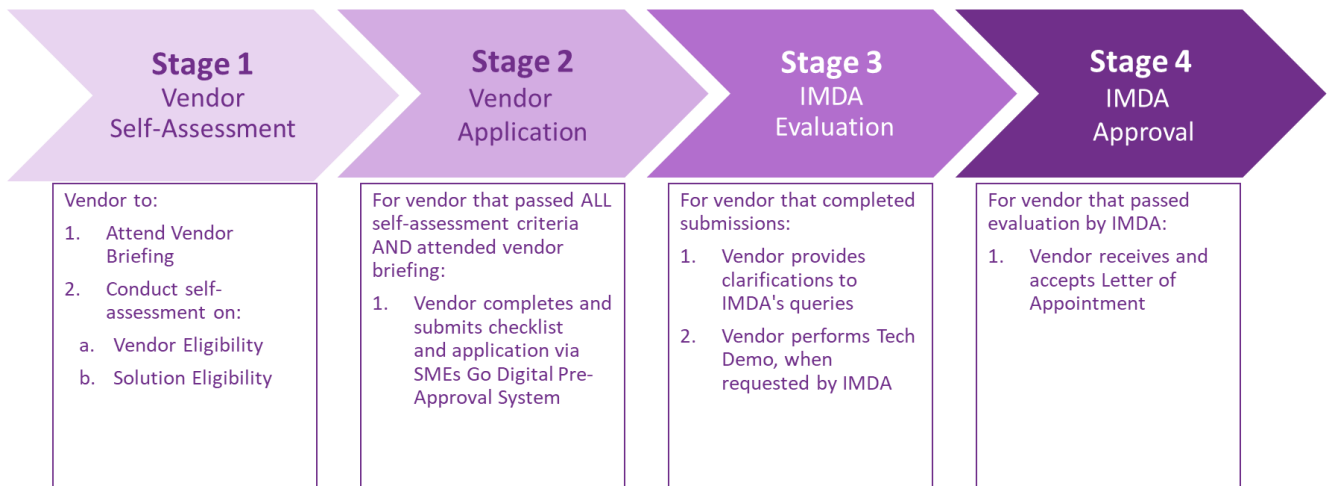 Stage 1
Vendor
Self-Assessment
Stage 2
Vendor
Application
Stage 3
IMDA
Evaluation
Stage 4
IMDA
Approval
Vendor to:
1. Attend Vendor
Briefing
2. Conduct self-
assessment on:
a. Vendor Eligibility
b. Solution Eligibility
For vendor that passed ALL
self-assessment criteria
AND attended vendor
briefing:
1. Vendor completes and
submits checklist
and application via
SMEs Go Digital Pre-
Approval System
For vendor that completed
submissions:
1. Vendor provides
clarifications to
IMDA's queries
2. Vendor performs Tech
Demo, when
requested by IMDA
For vendor that passed
evaluation by IMDA:
1. Vendor receives and
accepts Letter of
Appointment